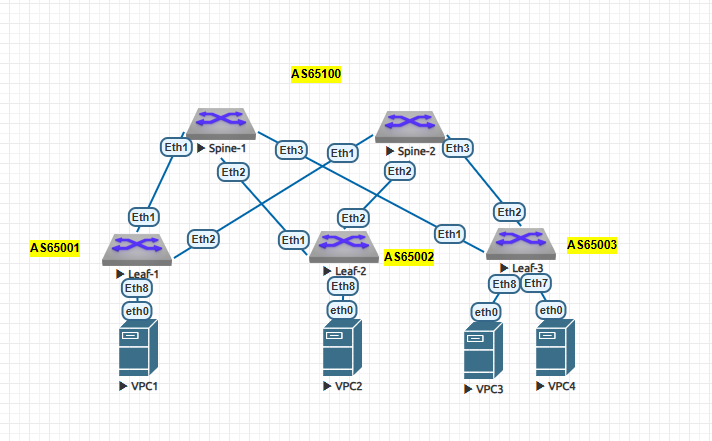 AS65100
Spine-1
Spine-2
Eth1
Eth3
Eth1
Eth3
Eth2
Eth2
Eth1
Eth2
Eth1
Eth2
Eth1
Eth2
AS65001
AS65002
AS65003
Leaf-1
Leaf-2
Leaf-3
Eth8
Eth8
Eth8
Eth7
eth0
eth0
eth0
eth0
VPC1
VPC2
VPC3
VPC4